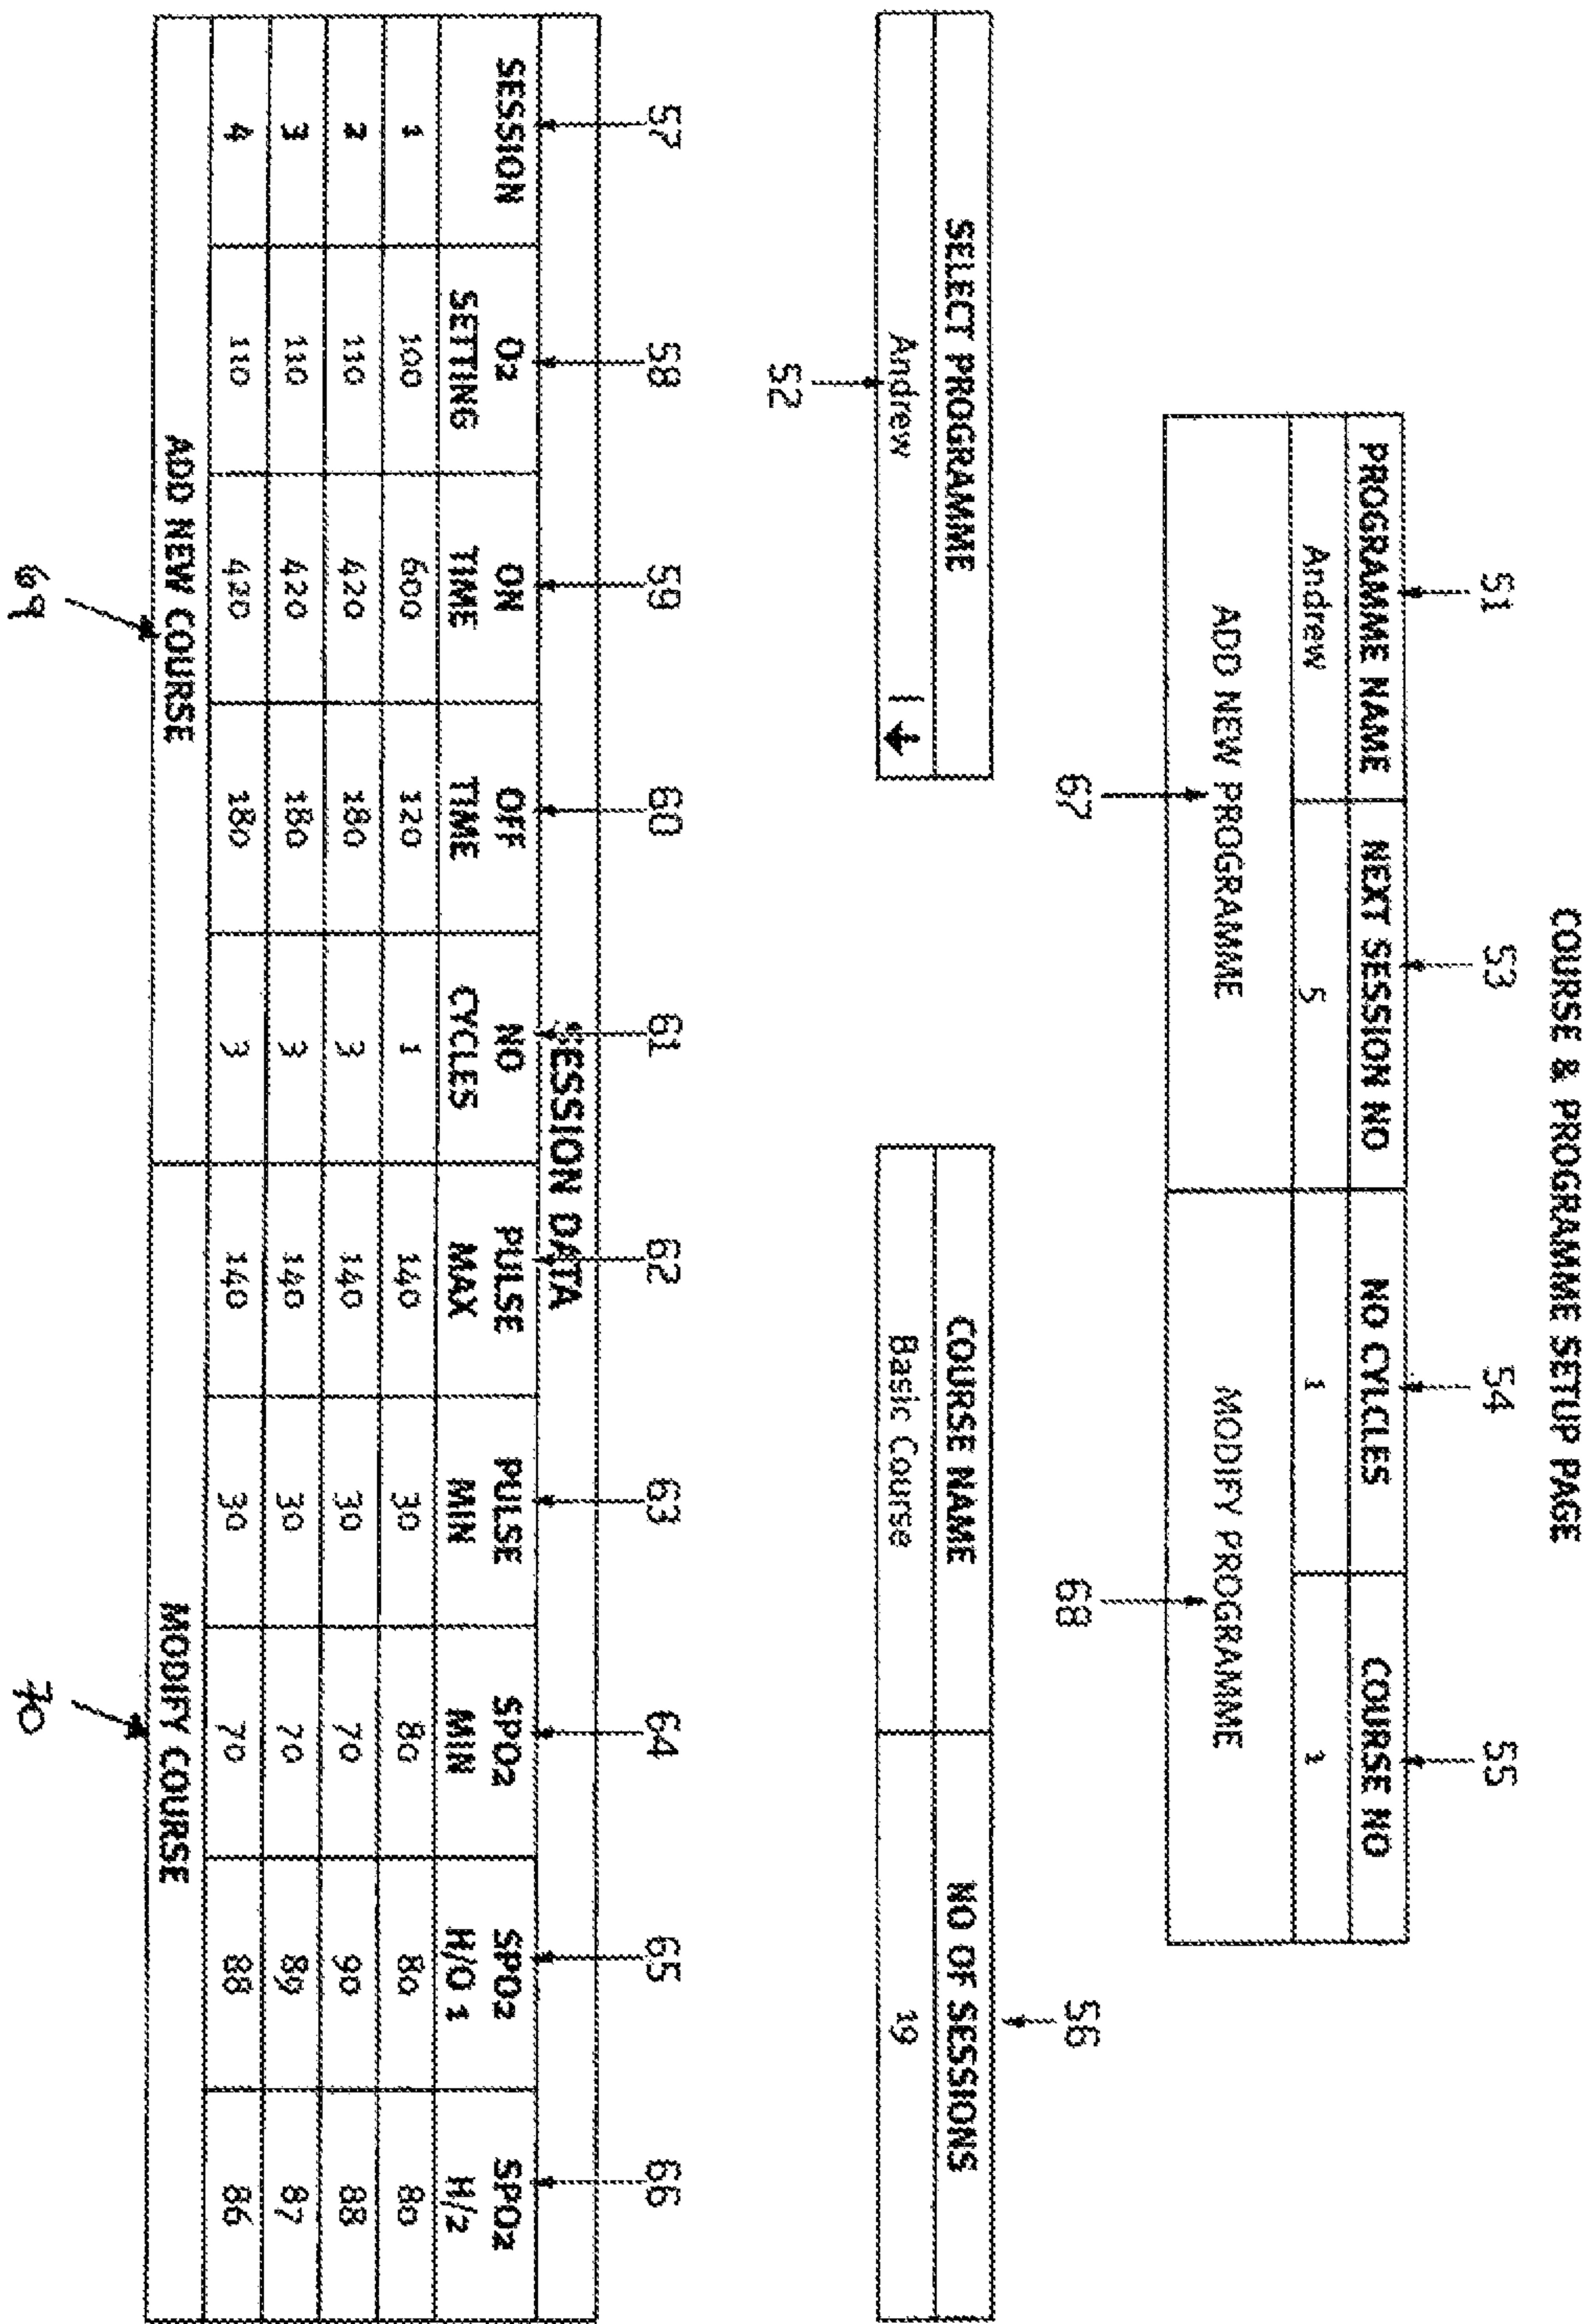 COURSE & PROGRAMME SETUP PAGE
51 53 54 55
PROGRAMME NAME NEXT SESSION NO NO CYLCLES COURSE NO
Andrew 5 1 1
ADD NEW PROGRAMME MODIFY PROGRAMME
67 68
56
SELECT PROGRAMME COURSE NAME NO OF SESSIONS
Andrew Basic Course 19
52
57 58 59 60 61 62 63 64 65 66
SESSION DATA
SESSION O2 SETTING ON TIME OFF TIME NO CYCLES PULSE MAX PULSE MIN SPO2 MIN SPO2 H/O 1 SPO2 H/2
1 100 600 120 1 140 30 80 80 80
2 110 420 180 3 140 30 70 90 88
3 110 420 180 3 140 30 70 89 87
4 110 420 180 3 140 30 70 88 86
ADD NEW COURSE MODIFY COURSE
69 70